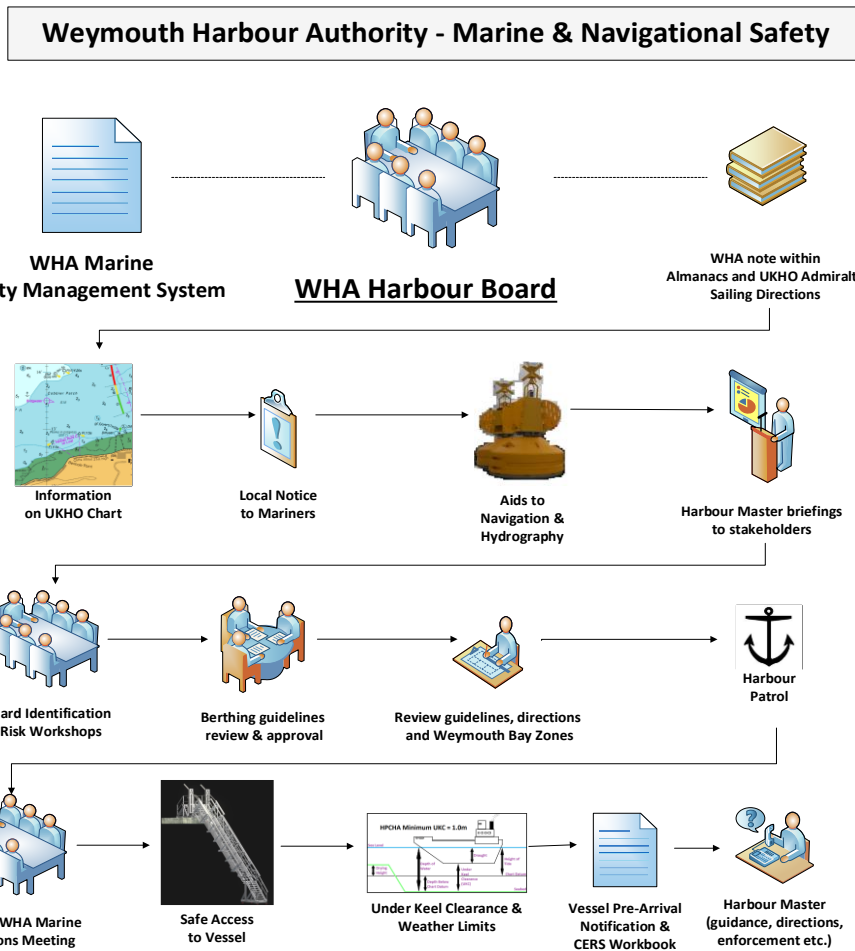 Weymouth Harbour Authority - Marine & Navigational Safety
WHA Marine
ty Management System
WHA Harbour Board
WHA note within
Almanacs and UKHO Admiralt
Sailing Directions
Information
on UKHO Chart
Local Notice
to Mariners
Aids to
Navigation &
Hydrography
Harbour Master briefings
to stakeholders
ard Identification
Risk Workshops
Berthing guidelines
review & approval
Review guidelines, directions
and Weymouth Bay Zones
Harbour
Patrol
WHA Marine
ons Meeting
Safe Access
to Vessel
HPCHA Minimum UKC = 1.0m
Under Keel Clearance &
Weather Limits
Vessel Pre-Arrival
Notification &
CERS Workbook
Harbour Master
(guidance, directions,
enforcement etc.)